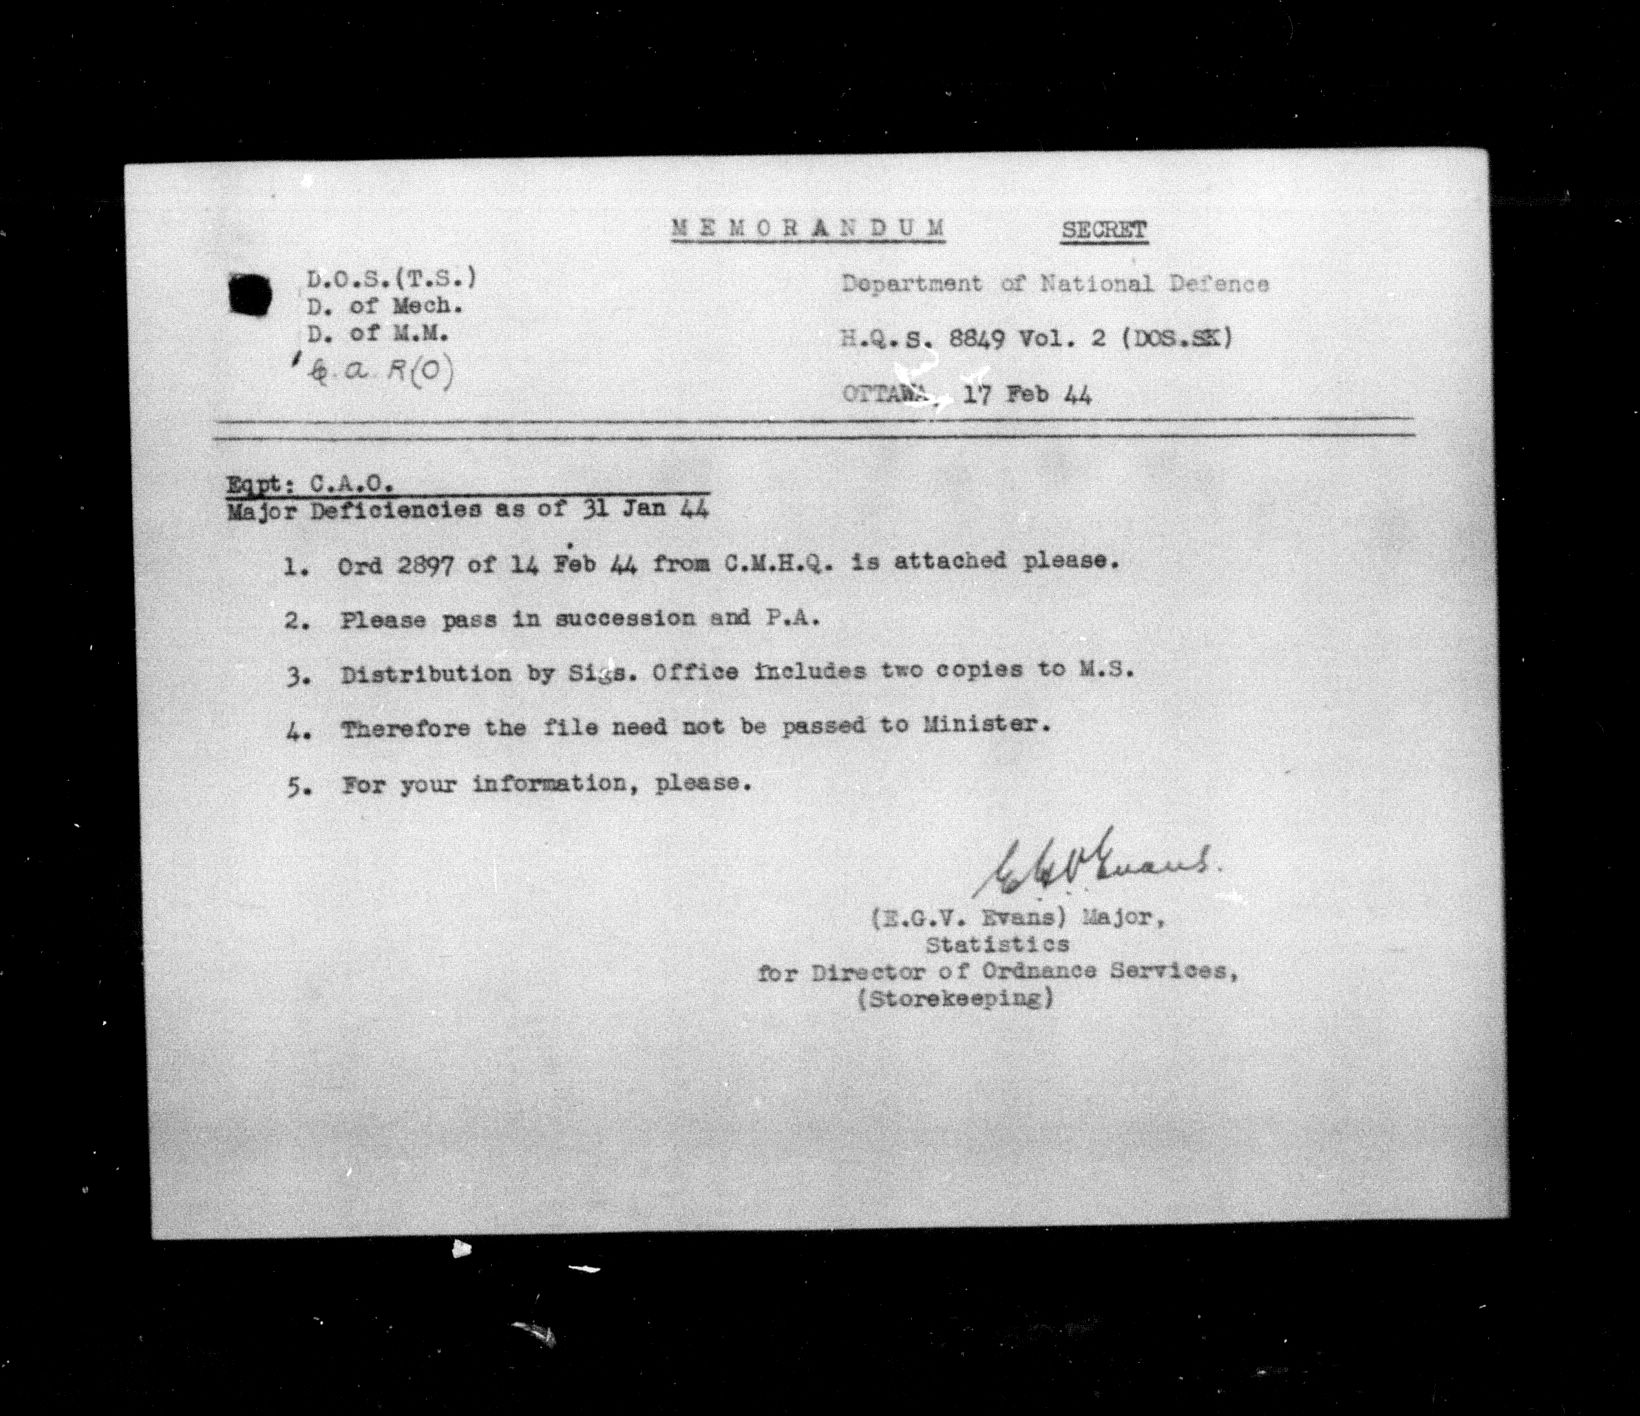 MEMORANDUM SECRET
D.O.S.(T.S.)
D. of Mech.
D. of M.M.
a. R(O)
Department of National Defence
H.Q.S. 8849 Vol. 2 (DOS.SK)
OTTAWA, 17 Feb 44
Eqpt: C.A.O.
Major Deficiencies as of 31 Jan 44
1. Ord 2897 of 14 Feb 44 from C.M.H.Q. is attached please.
2. Please pass in succession and P.A.
3. Distribution by Sigs. Office includes two copies to M.S.
4. Therefore the file need not be passed to Minister.
5. For your information, please.
E G V Evans.
(E.G.V. Evans) Major,
Statistics
for Director of Ordnance Services,
(Storekeeping)